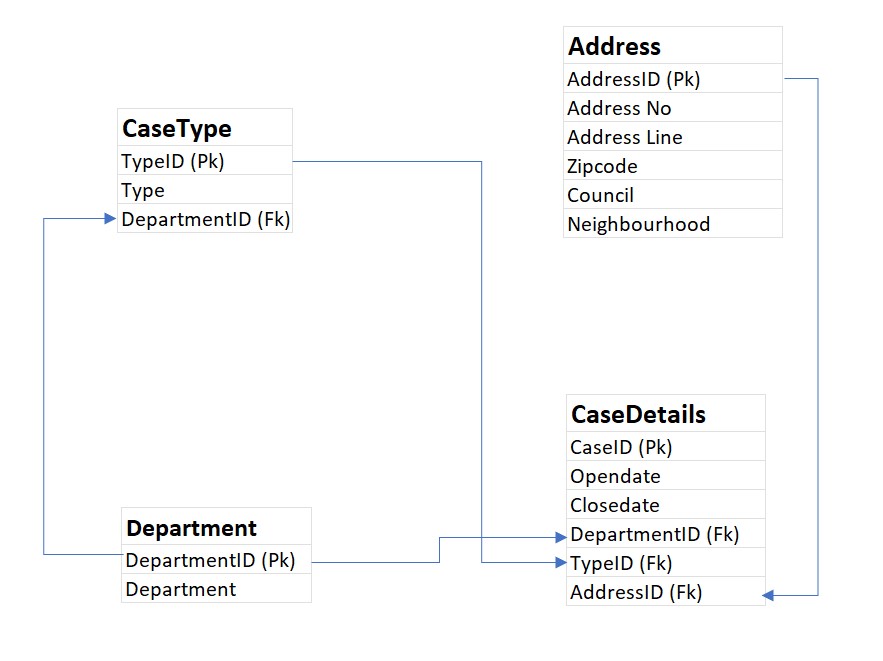 Address
AddressID (Pk)
Address No
Address Line
Zipcode
Council
Neighbourhood
CaseType
TypeID (Pk)
Type
DepartmentID (Fk)
CaseDetails
CaseID (Pk)
Opendate
Closedate
DepartmentID (Fk)
TypeID (Fk)
AddressID (Fk)
Department
DepartmentID (Pk)
Department